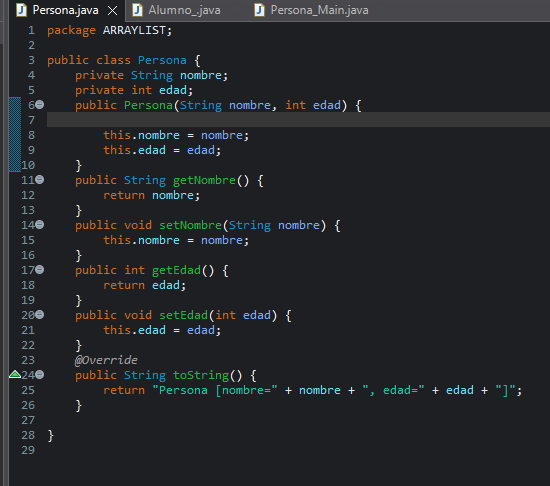 Persona.java Alumno_.java Persona_Main.java
1 package ARRAYLIST;
2
3 public class Persona {
4     private String nombre;
5     private int edad;
6     public Persona(String nombre, int edad) {
7
8         this.nombre = nombre;
9         this.edad = edad;
10     }
11     public String getNombre() {
12         return nombre;
13     }
14     public void setNombre(String nombre) {
15         this.nombre = nombre;
16     }
17     public int getEdad() {
18         return edad;
19     }
20     public void setEdad(int edad) {
21         this.edad = edad;
22     }
23     @Override
24     public String toString() {
25         return "Persona [nombre=" + nombre + ", edad=" + edad + "]";
26     }
27
28 }
29